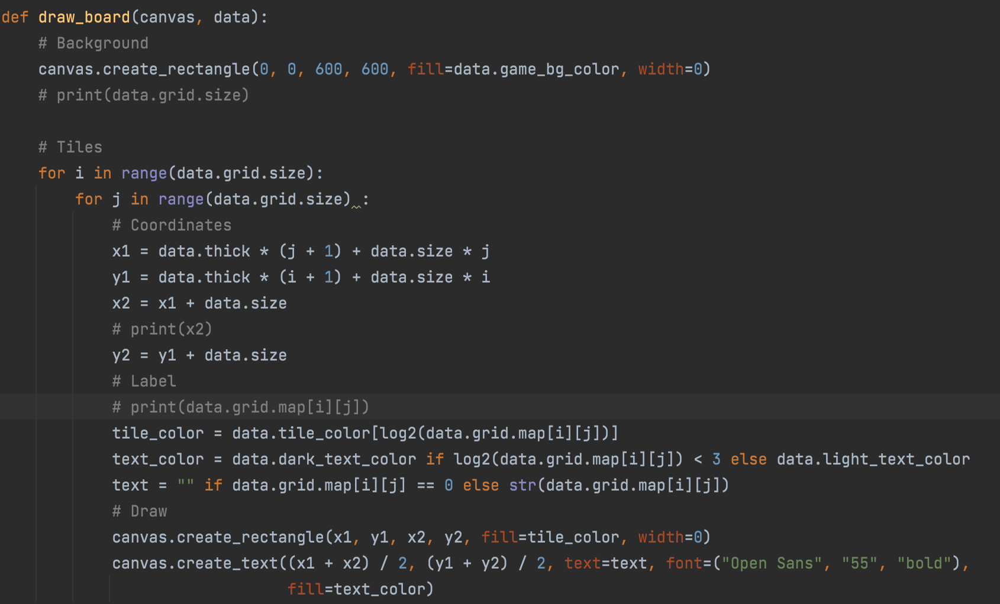 def draw_board(canvas, data):
    # Background
    canvas.create_rectangle(0, 0, 600, 600, fill=data.game_bg_color, width=0)
    # print(data.grid.size)

    # Tiles
    for i in range(data.grid.size):
        for j in range(data.grid.size) :
            # Coordinates
            x1 = data.thick * (j + 1) + data.size * j
            y1 = data.thick * (i + 1) + data.size * i
            x2 = x1 + data.size
            # print(x2)
            y2 = y1 + data.size
            # Label
            # print(data.grid.map[i][j])
            tile_color = data.tile_color[log2(data.grid.map[i][j])]
            text_color = data.dark_text_color if log2(data.grid.map[i][j]) < 3 else data.light_text_color
            text = "" if data.grid.map[i][j] == 0 else str(data.grid.map[i][j])
            # Draw
            canvas.create_rectangle(x1, y1, x2, y2, fill=tile_color, width=0)
            canvas.create_text((x1 + x2) / 2, (y1 + y2) / 2, text=text, font=("Open Sans", "55", "bold"),
                               fill=text_color)